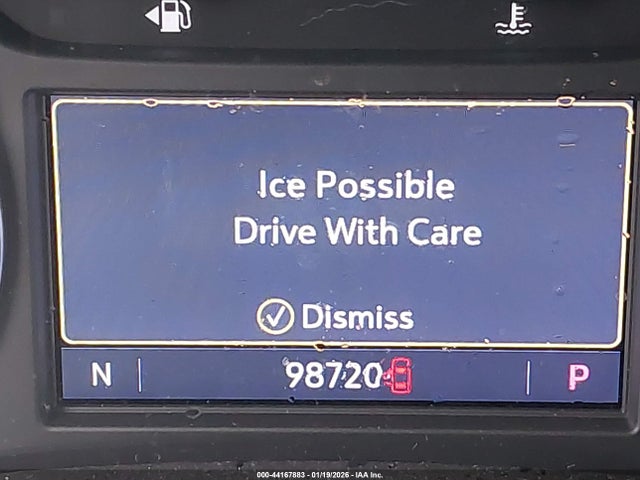 Ice Possible
Drive With Care
Dismiss
N 98720 P
000-44167883 - 01/19/2026 - IAA Inc.